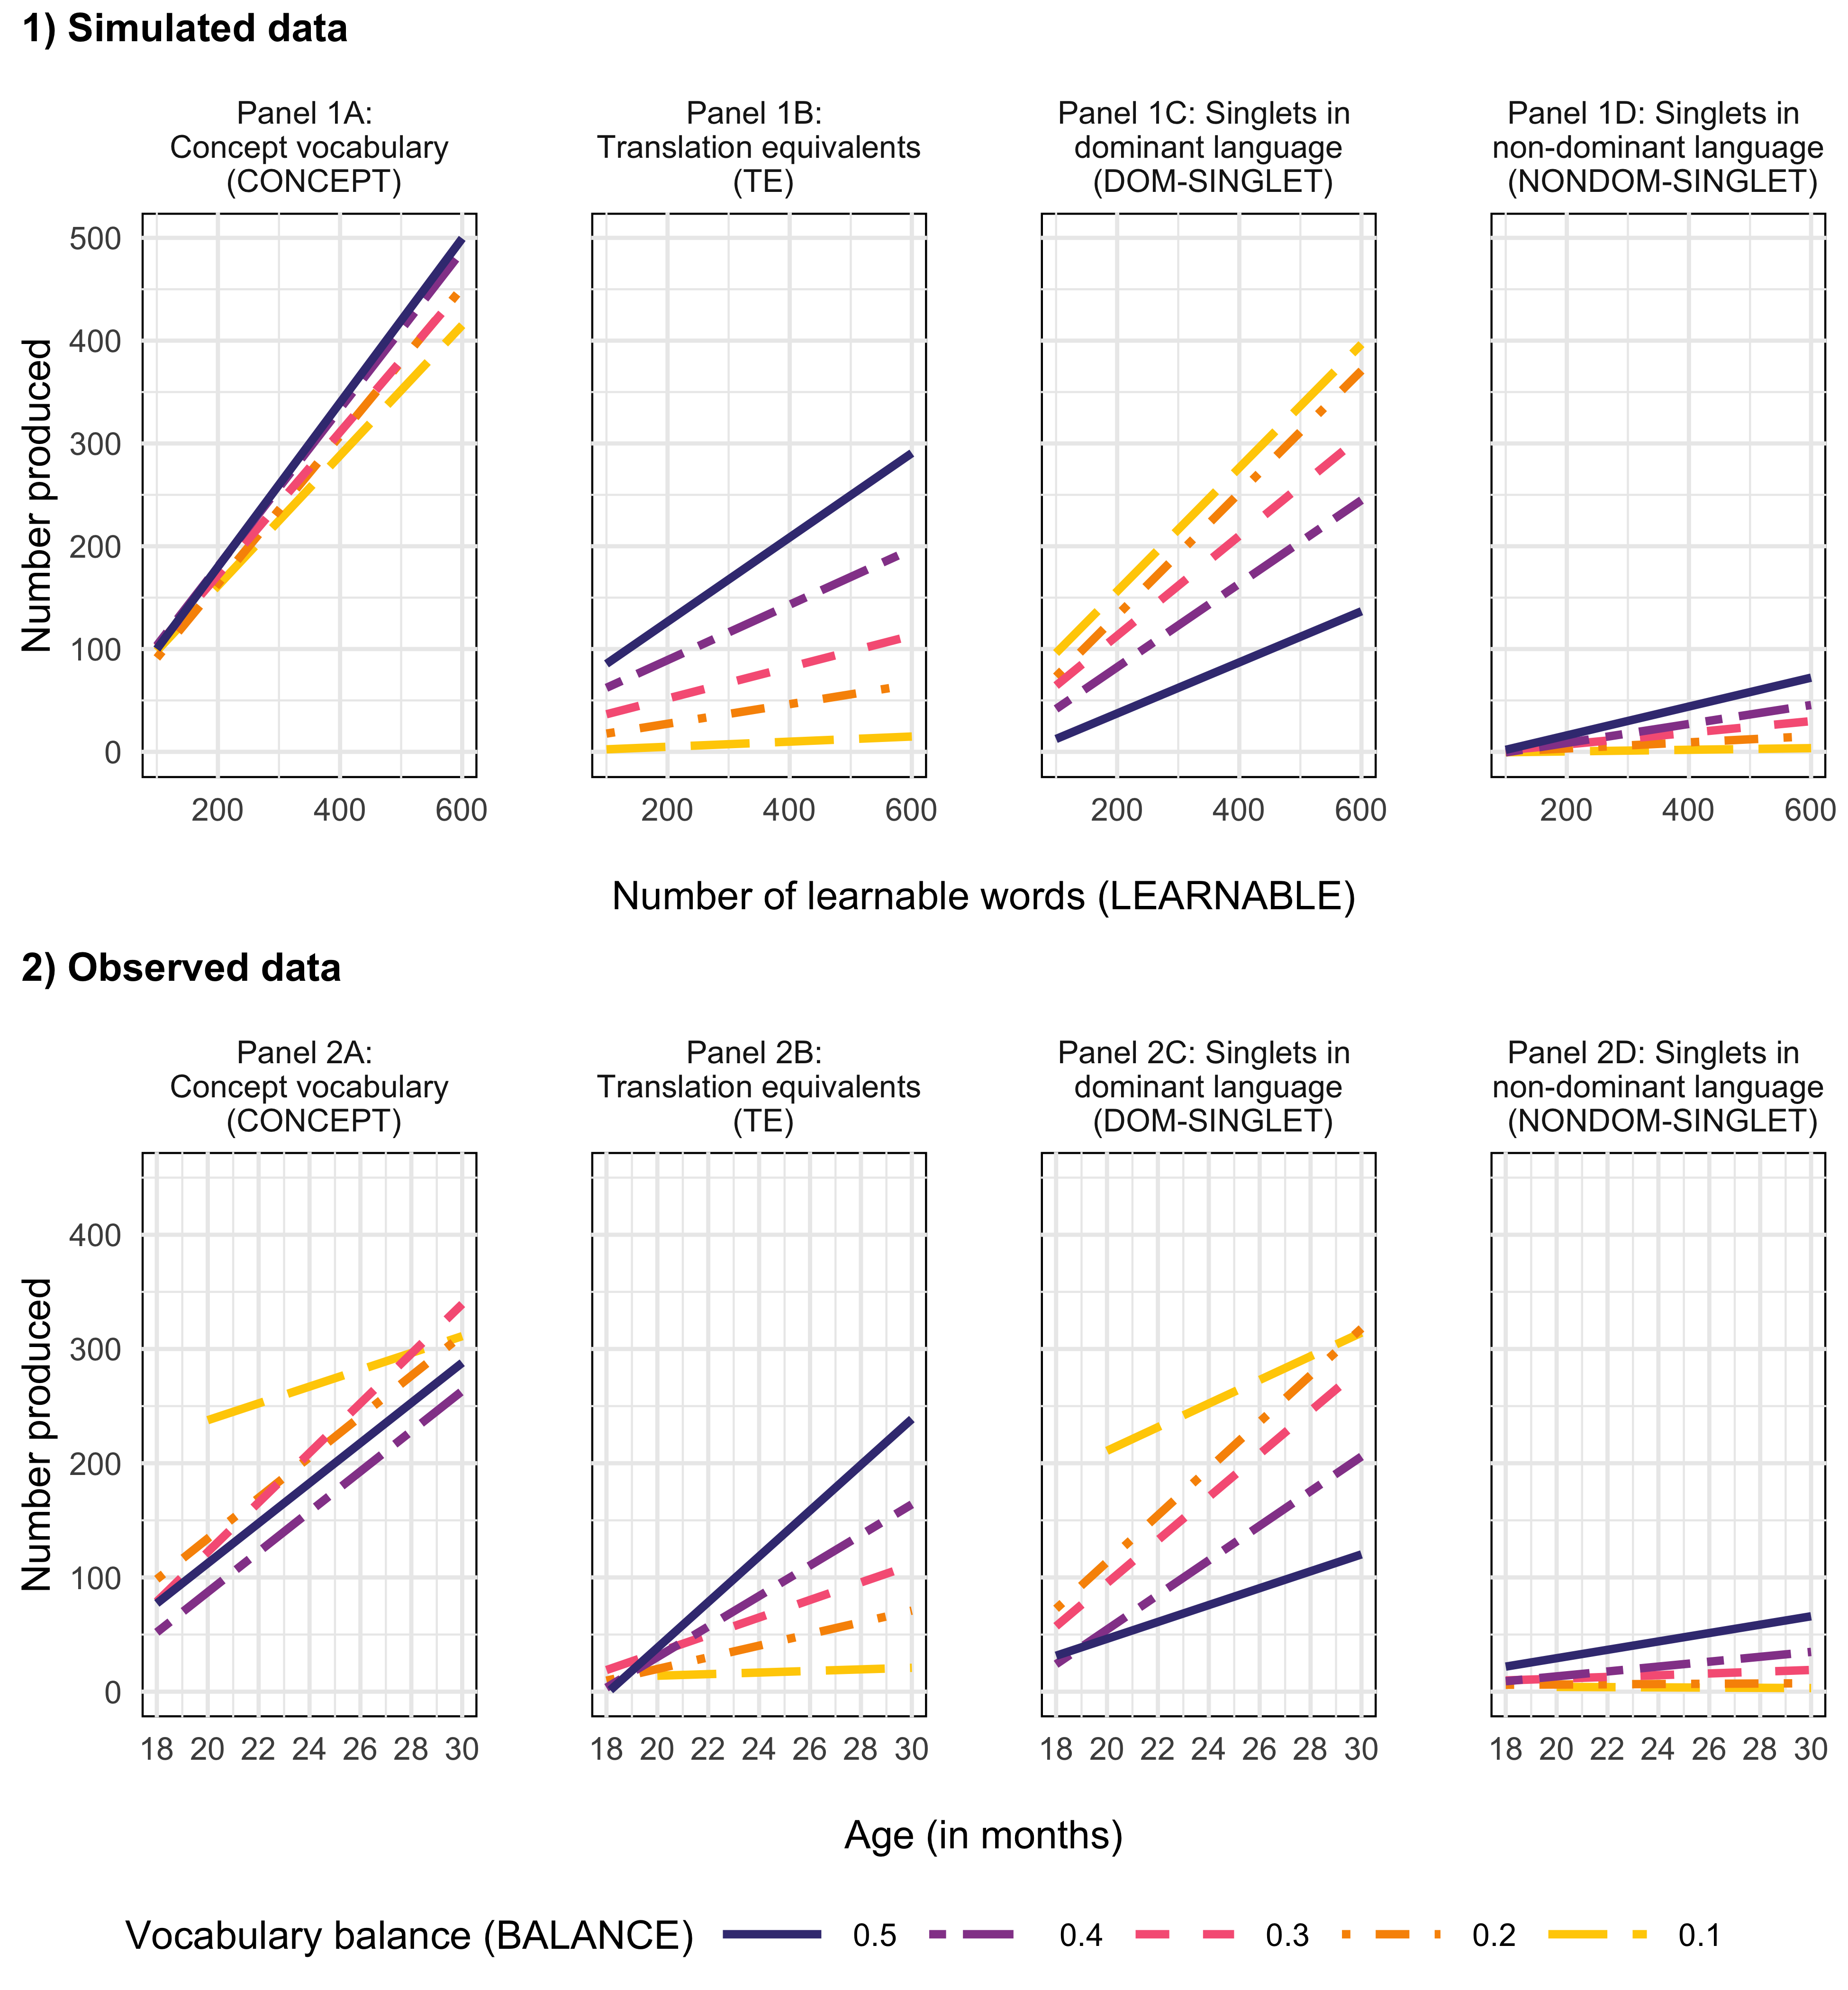 1) Simulated data
Panel 1A:
Concept vocabulary
(CONCEPT)
Panel 1B:
Translation equivalents
(TE)
Panel 1C: Singlets in
dominant language
(DOM-SINGLET)
Panel 1D: Singlets in
non-dominant language
(NONDOM-SINGLET)
Number produced
500
400
300
200
100
0
200 400 600
200 400 600
200 400 600
200 400 600
Number of learnable words (LEARNABLE)
2) Observed data
Panel 2A:
Concept vocabulary
(CONCEPT)
Panel 2B:
Translation equivalents
(TE)
Panel 2C: Singlets in
dominant language
(DOM-SINGLET)
Panel 2D: Singlets in
non-dominant language
(NONDOM-SINGLET)
Number produced
400
300
200
100
0
18 20 22 24 26 28 30
18 20 22 24 26 28 30
18 20 22 24 26 28 30
18 20 22 24 26 28 30
Age (in months)
Vocabulary balance (BALANCE) 0.5 0.4 0.3 0.2 0.1